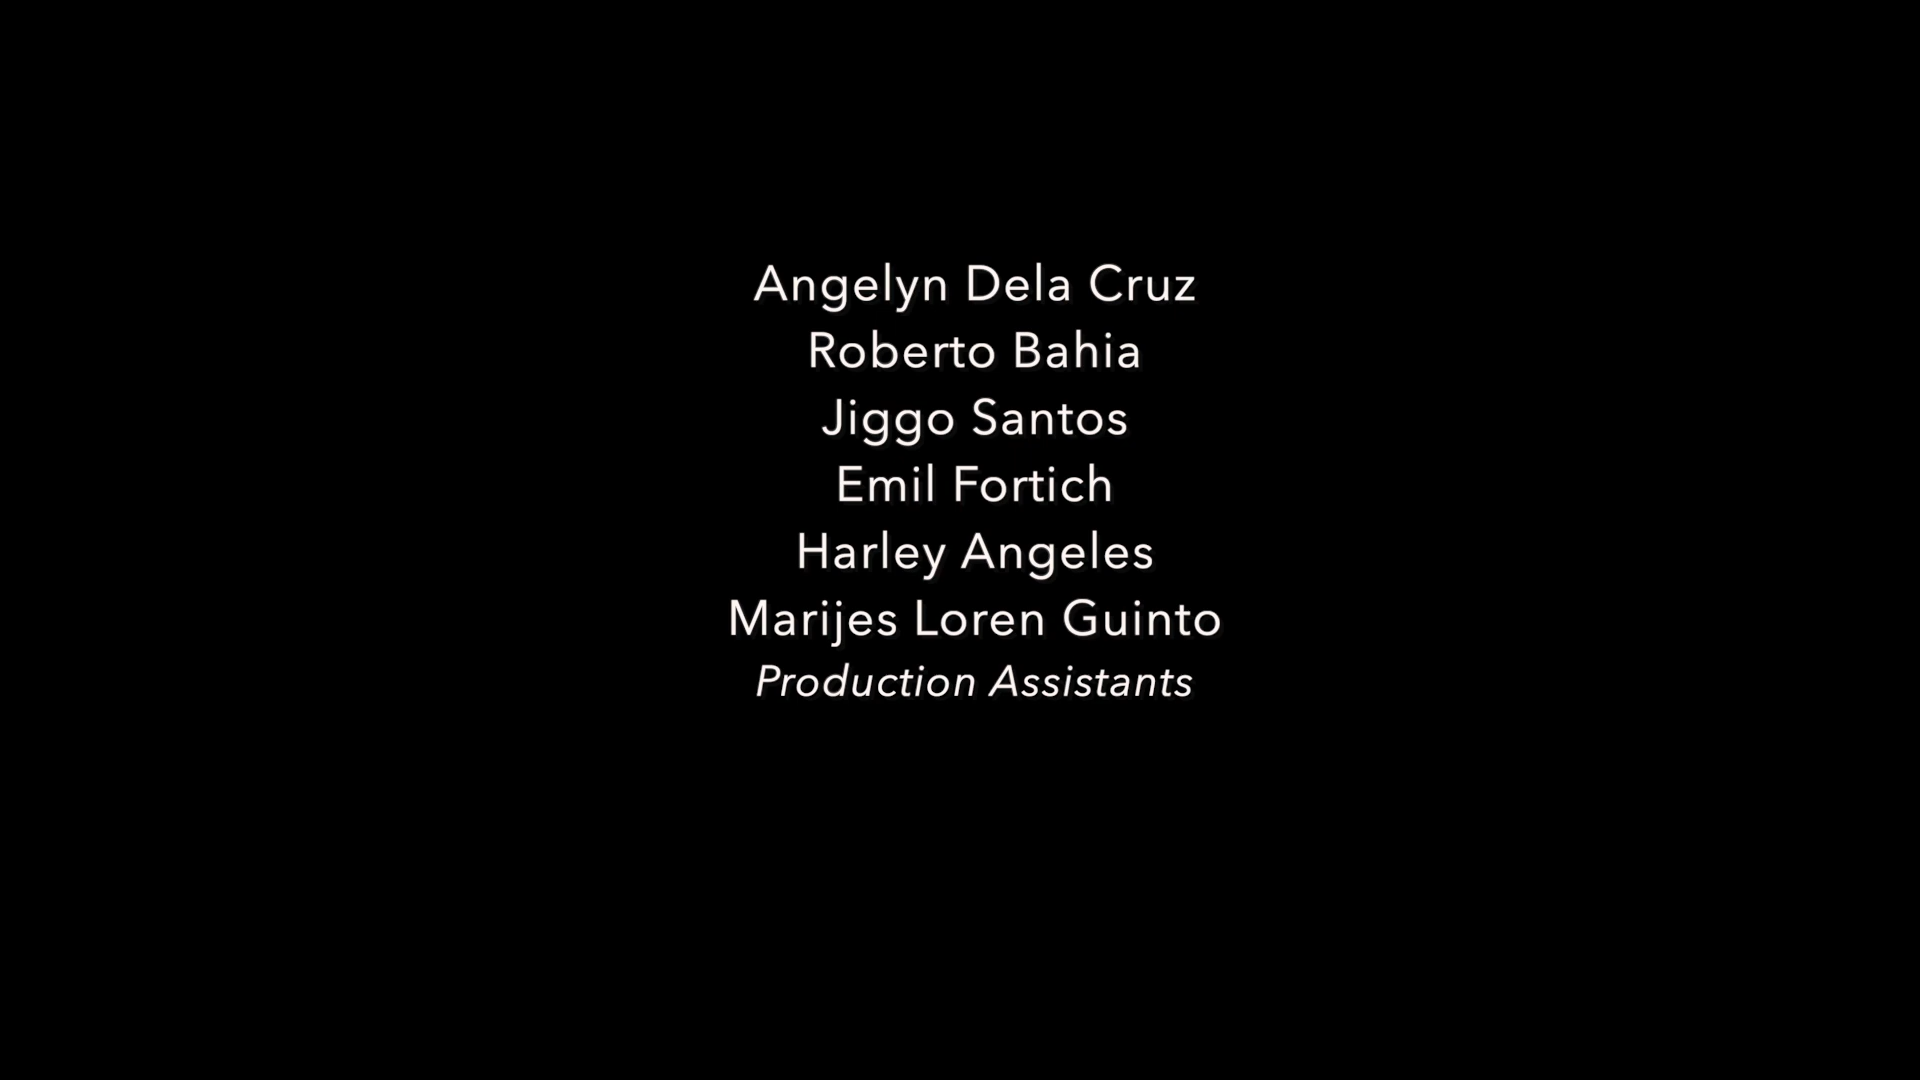 Angelyn Dela Cruz
Roberto Bahia
Jiggo Santos
Emil Fortich
Harley Angeles
Marijes Loren Guinto
Production Assistants